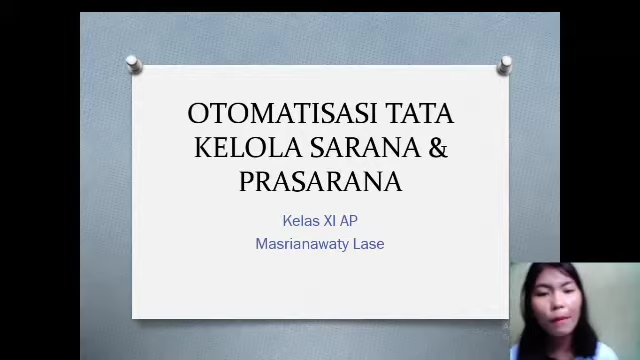 OTOMATISASI TATA
KELOLA SARANA &
PRASARANA
Kelas XI AP
Masrianawaty Lase